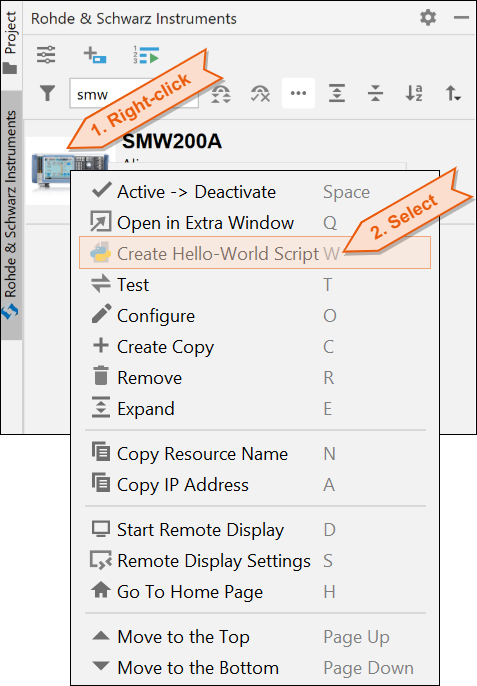 Project
Rohde & Schwarz Instruments
Rohde & Schwarz Instruments
smw
1. Right-click
SMW200A
2. Select
Active -> Deactivate Space
Open in Extra Window Q
Create Hello-World Script W
Test T
Configure O
Create Copy C
Remove R
Expand E
Copy Resource Name N
Copy IP Address A
Start Remote Display D
Remote Display Settings S
Go To Home Page H
Move to the Top Page Up
Move to the Bottom Page Down